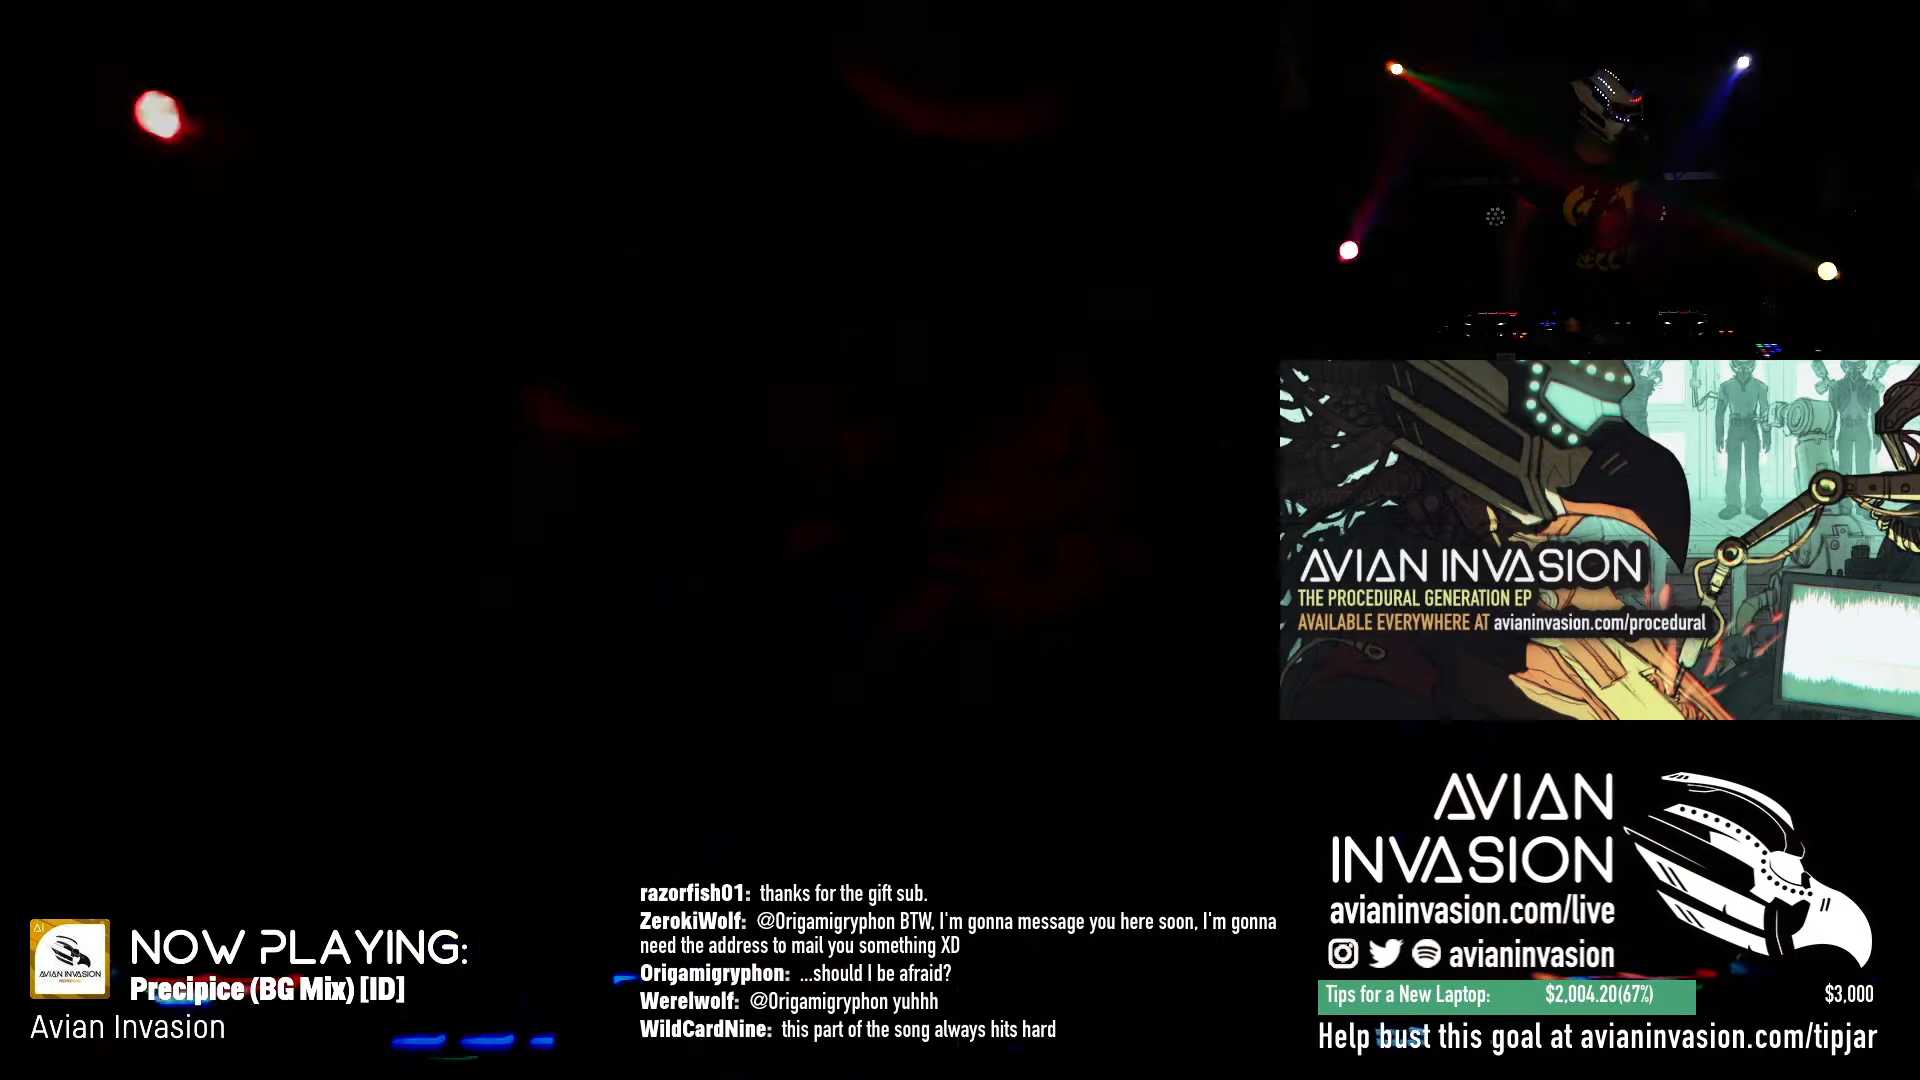 AVIAN INVASION
THE PROCEDURAL GENERATION EP
AVAILABLE EVERYWHERE AT avianinvasion.com/procedural
AVIAN
INVASION
avianinvasion.com/live
avianinvasion
Tips for a New Laptop: $2,004.20(67%) $3,000
Help bust this goal at avianinvasion.com/tipjar
razorfish01: thanks for the gift sub.
ZerokiWolf: @Origamigryphon BTW, I'm gonna message you here soon, I'm gonna
need the address to mail you something XD
Origamigryphon: ...should I be afraid?
Werelwolf: @Origamigryphon yuhhh
WildCardNine: this part of the song always hits hard
AVIAN INVASION
NOW PLAYING:
Precipice (BG Mix) [ID]
Avian Invasion